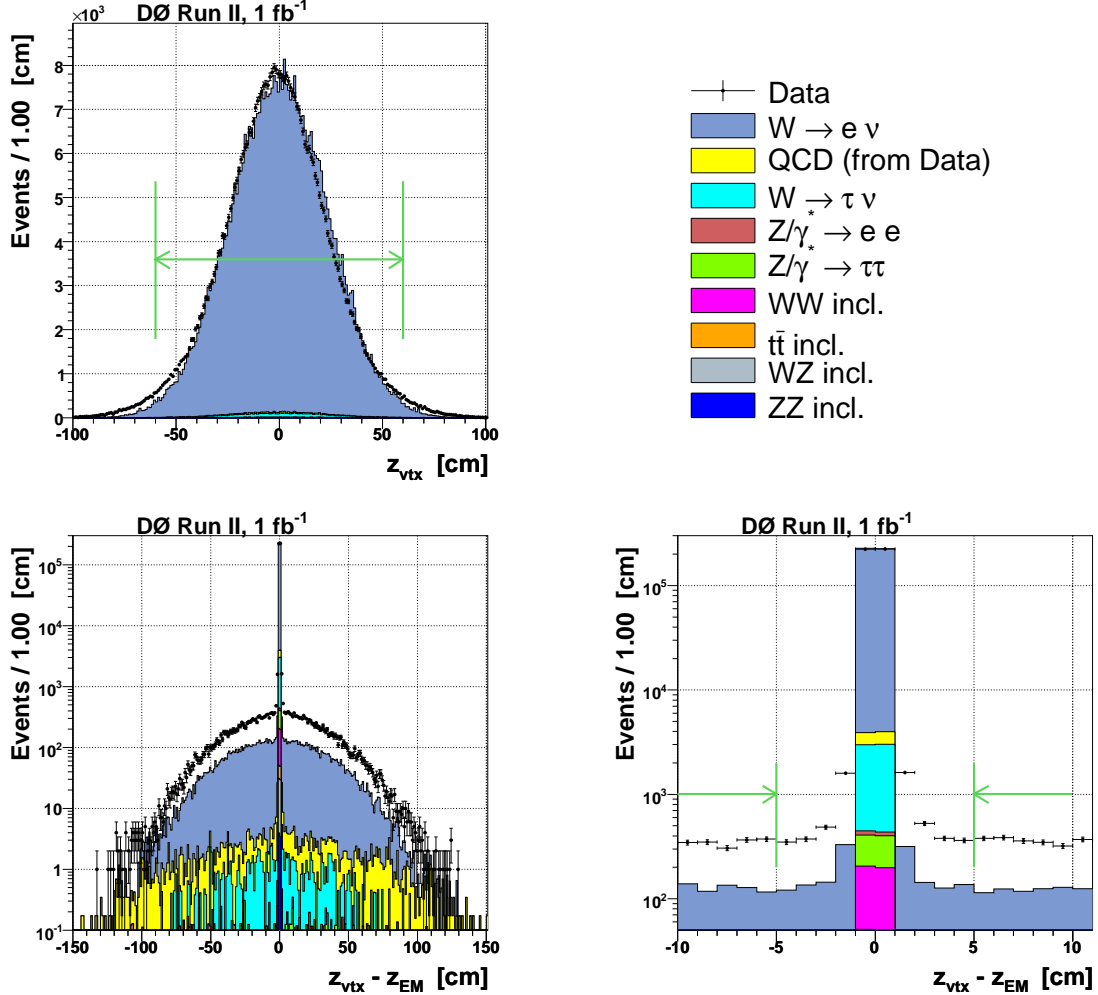 DØ Run II, 1 fb⁻¹
×10³
Events / 1.00 [cm]
8
7
6
5
4
3
2
1
0
-100 -50 0 50 100
z_vtx [cm]
Data
W → e ν
QCD (from Data)
W → τ ν
Z/γ* → e e
Z/γ* → ττ
WW incl.
tt̄ incl.
WZ incl.
ZZ incl.
DØ Run II, 1 fb⁻¹
Events / 1.00 [cm]
10⁵
10⁴
10³
10²
10
1
10⁻¹
-150 -100 -50 0 50 100 150
z_vtx - z_EM [cm]
DØ Run II, 1 fb⁻¹
Events / 1.00 [cm]
10⁵
10⁴
10³
10²
-10 -5 0 5 10
z_vtx - z_EM [cm]